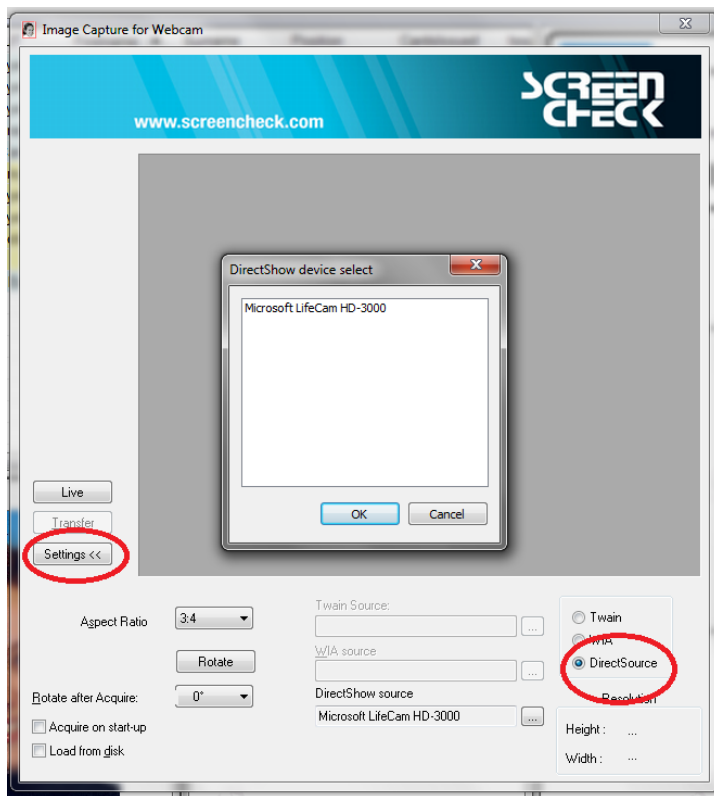 Image Capture for Webcam
SCREEN
CHECK
www.screencheck.com
DirectShow device select
Microsoft LifeCam HD-3000
OK
Cancel
Live
Transfer
Settings <<
Aspect Ratio
3:4
Rotate
Rotate after Acquire:
0°
Acquire on start-up
Load from disk
Twain Source:
...
WIA source
...
DirectShow source
Microsoft LifeCam HD-3000
...
Twain
WIA
DirectSource
Resolution
Height : ...
Width : ...